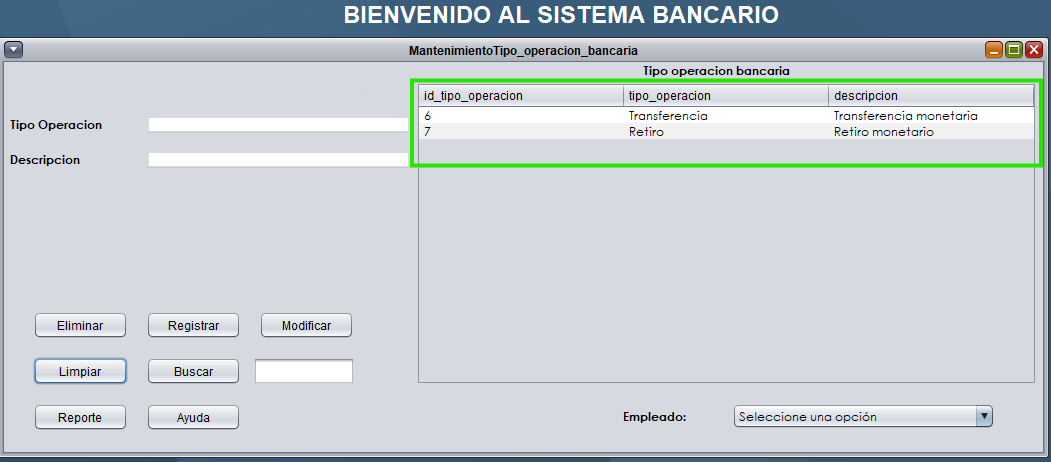 BIENVENIDO AL SISTEMA BANCARIO
MantenimientoTipo_operacion_bancaria
Tipo operacion bancaria
id_tipo_operacion tipo_operacion descripcion
6 Transferencia Transferencia monetaria
7 Retiro Retiro monetario
Tipo Operacion
Descripcion
Eliminar Registrar Modificar
Limpiar Buscar
Reporte Ayuda
Empleado: Seleccione una opción